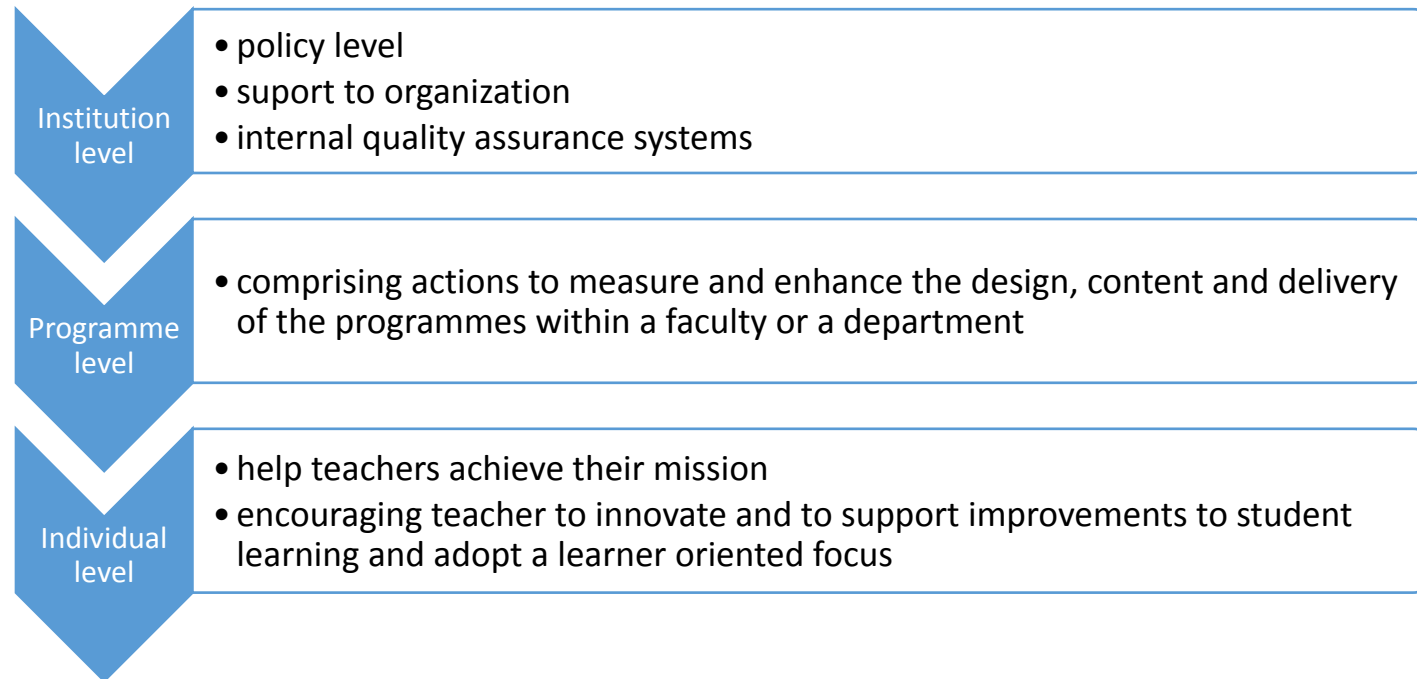 Institution
level
• policy level
• suport to organization
• internal quality assurance systems
Programme
level
• comprising actions to measure and enhance the design, content and delivery
of the programmes within a faculty or a department
Individual
level
• help teachers achieve their mission
• encouraging teacher to innovate and to support improvements to student
learning and adopt a learner oriented focus